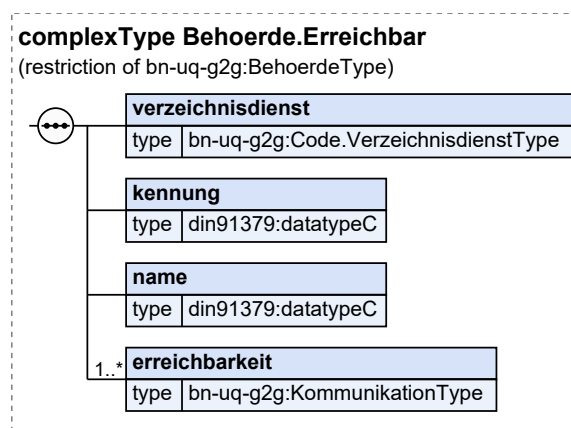 complexType Behoerde.Erreichbar
(restriction of bn-uq-g2g:BehoerdeType)
verzeichnisdienst
type bn-uq-g2g:Code.VerzeichnisdienstType
kennung
type din91379:datatypeC
name
type din91379:datatypeC
1..* erreichbarkeit
type bn-uq-g2g:KommunikationType